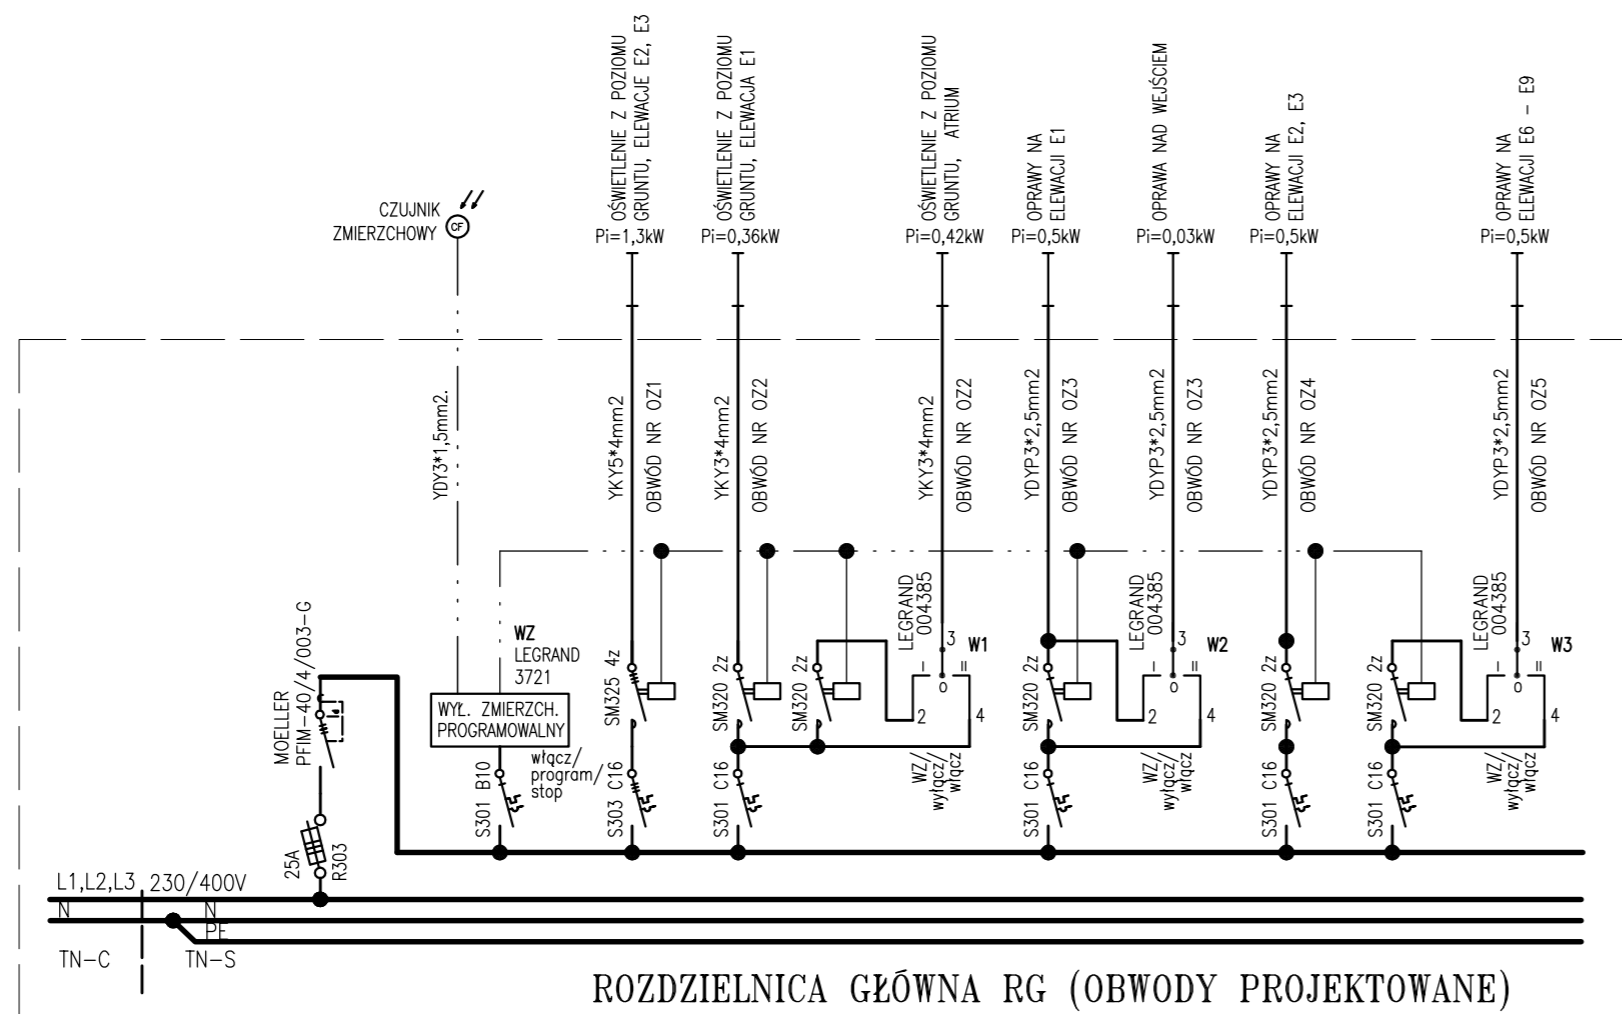 CZUJNIK
ZMIERZCHOWY
CF
OŚWIETLENIE Z POZIOMU
GRUNTU, ELEWACJE E2, E3
Pi=1,3kW
OŚWIETLENIE Z POZIOMU
GRUNTU, ELEWACJA E1
Pi=0,36kW
OŚWIETLENIE Z POZIOMU
GRUNTU, ATRIUM
Pi=0,42kW
OPRAWY NA
ELEWACJI E1
Pi=0,5kW
OPRAWA NAD WEJŚCIEM
Pi=0,03kW
OPRAWY NA
ELEWACJI E2, E3
Pi=0,5kW
OPRAWY NA
ELEWACJI E6 - E9
Pi=0,5kW
YDY3*1,5mm2.
YKY5*4mm2
OBWÓD NR OZ1
YKY3*4mm2
OBWÓD NR OZ2
YKY3*4mm2
OBWÓD NR OZ2
YDYP3*2,5mm2
OBWÓD NR OZ3
YDYP3*2,5mm2
OBWÓD NR OZ3
YDYP3*2,5mm2
OBWÓD NR OZ4
YDYP3*2,5mm2
OBWÓD NR OZ5
MOELLER
PFIM-40/4/003-G
WZ
LEGRAND
3721
WYŁ. ZMIERZCH.
PROGRAMOWALNY
włącz/
program/
stop
SM325 4z
SM320 2z
SM320 2z
LEGRAND
004385
3
W1
I
0
II
2
4
WZ/
wyłącz/
włącz
SM320 2z
LEGRAND
004385
3
W2
I
0
II
2
4
WZ/
wyłącz/
włącz
SM320 2z
SM320 2z
LEGRAND
004385
3
W3
I
0
II
2
4
WZ/
wyłącz/
włącz
S301 B10
S303 C16
S301 C16
S301 C16
S301 C16
S301 C16
25A
R303
L1,L2,L3
230/400V
N
N
PE
TN-C
TN-S
ROZDZIELNICA GŁÓWNA RG (OBWODY PROJEKTOWANE)